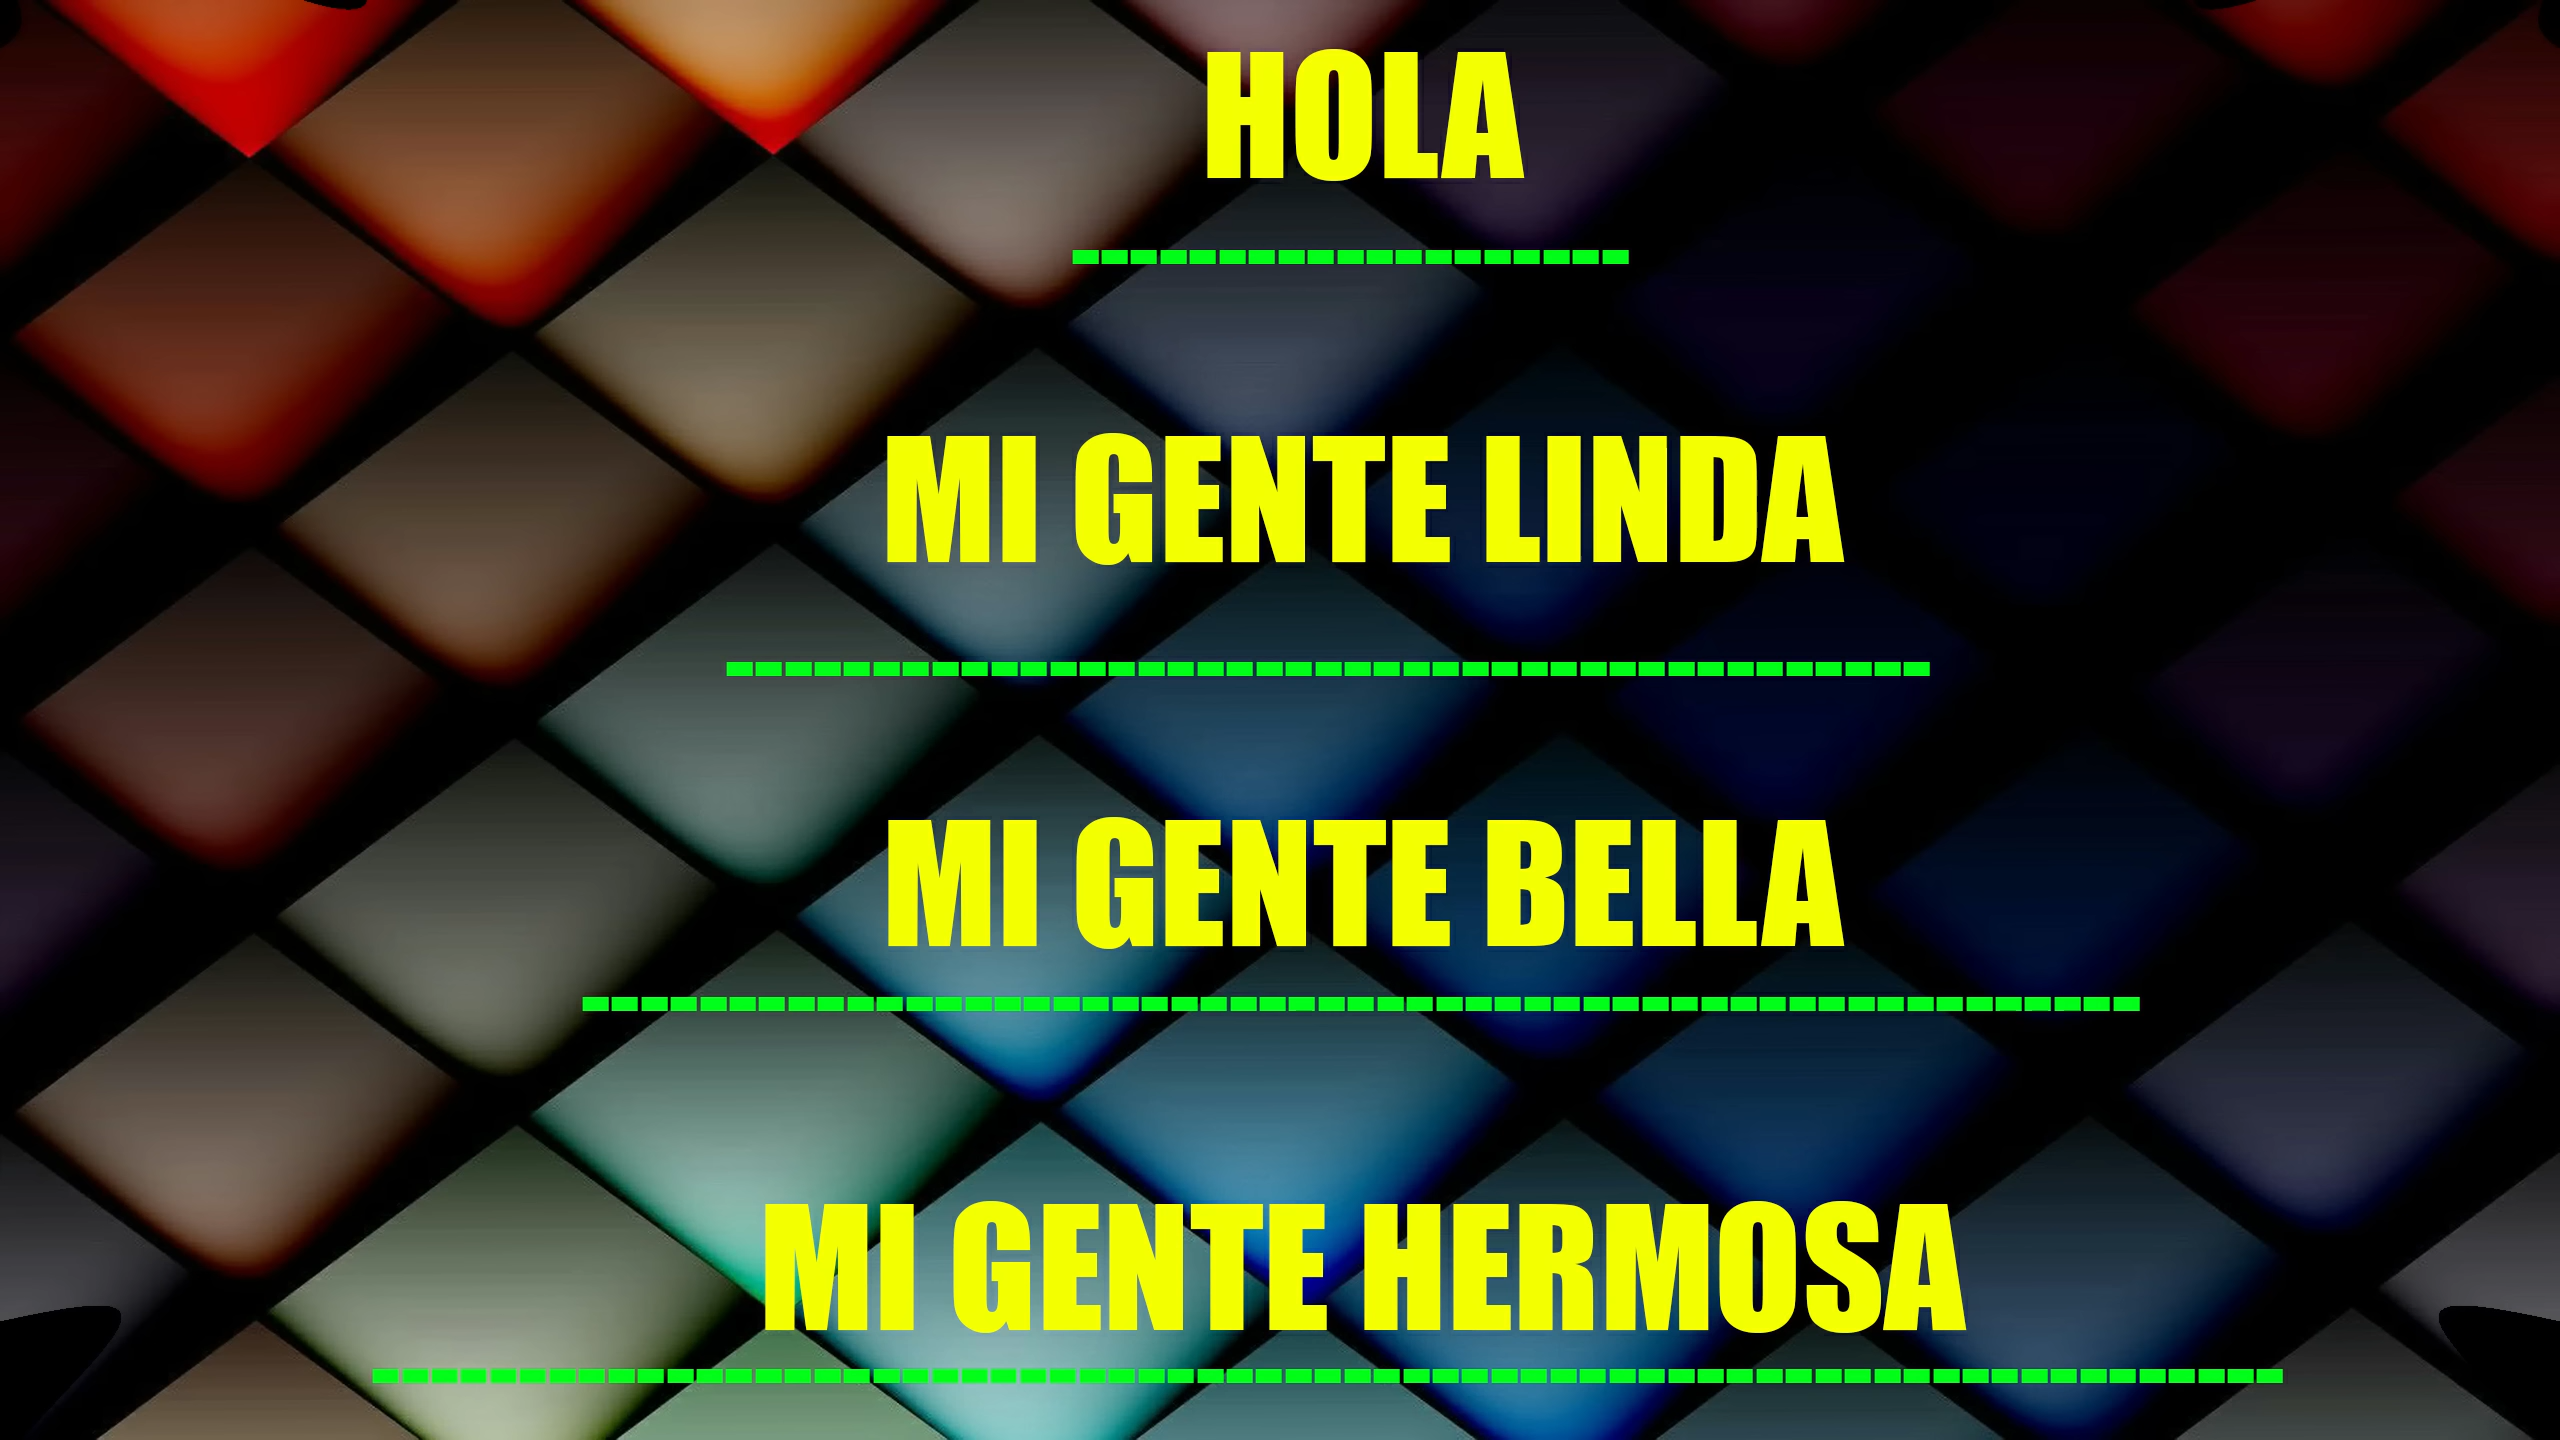 HOLA
--------------------
MI GENTE LINDA
-----------------------------------------
MI GENTE BELLA
-----------------------------------------------------
MI GENTE HERMOSA
-----------------------------------------------------------------